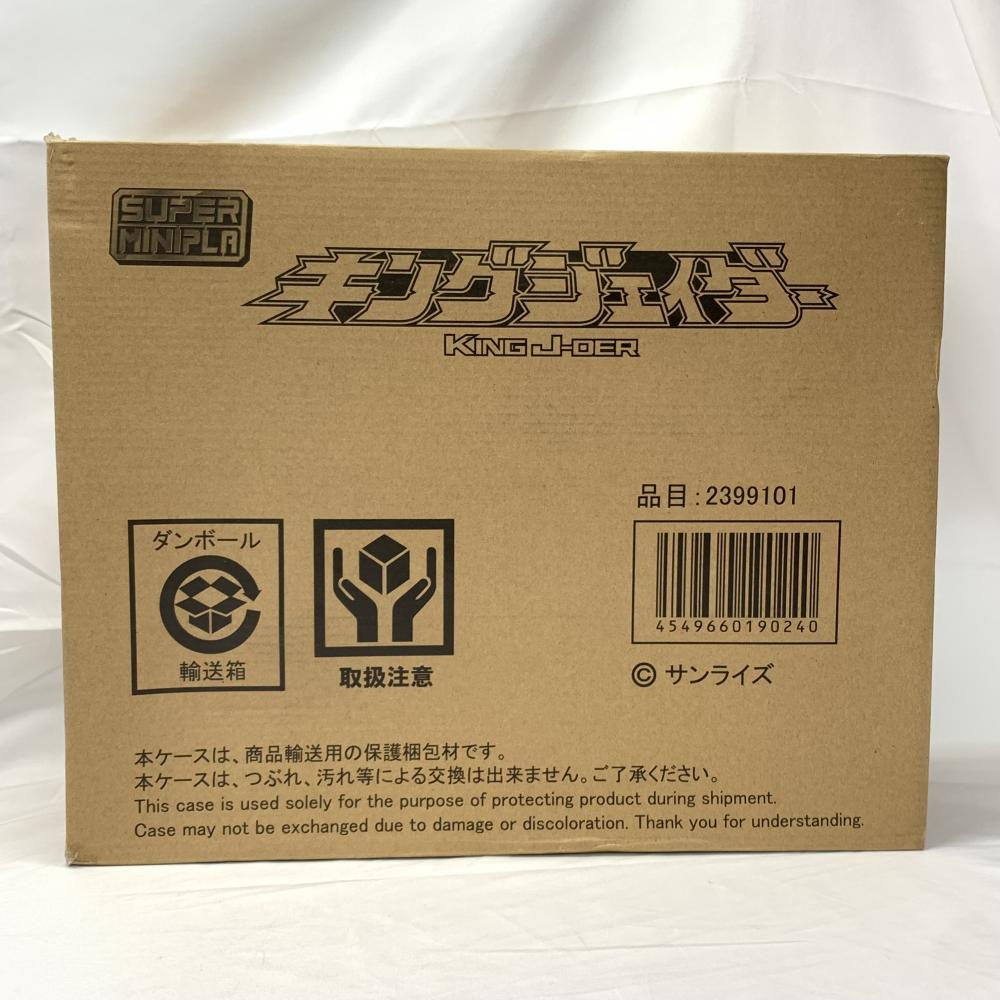 SUPER
MINIPLA
キングジェイダー
KING J-DER
品目:2399101
ダンボール
輸送箱
取扱注意
4549660190240
© サンライズ
本ケースは、商品輸送用の保護梱包材です。
本ケースは、つぶれ、汚れ等による交換は出来ません。ご了承ください。
This case is used solely for the purpose of protecting product during shipment.
Case may not be exchanged due to damage or discoloration. Thank you for understanding.